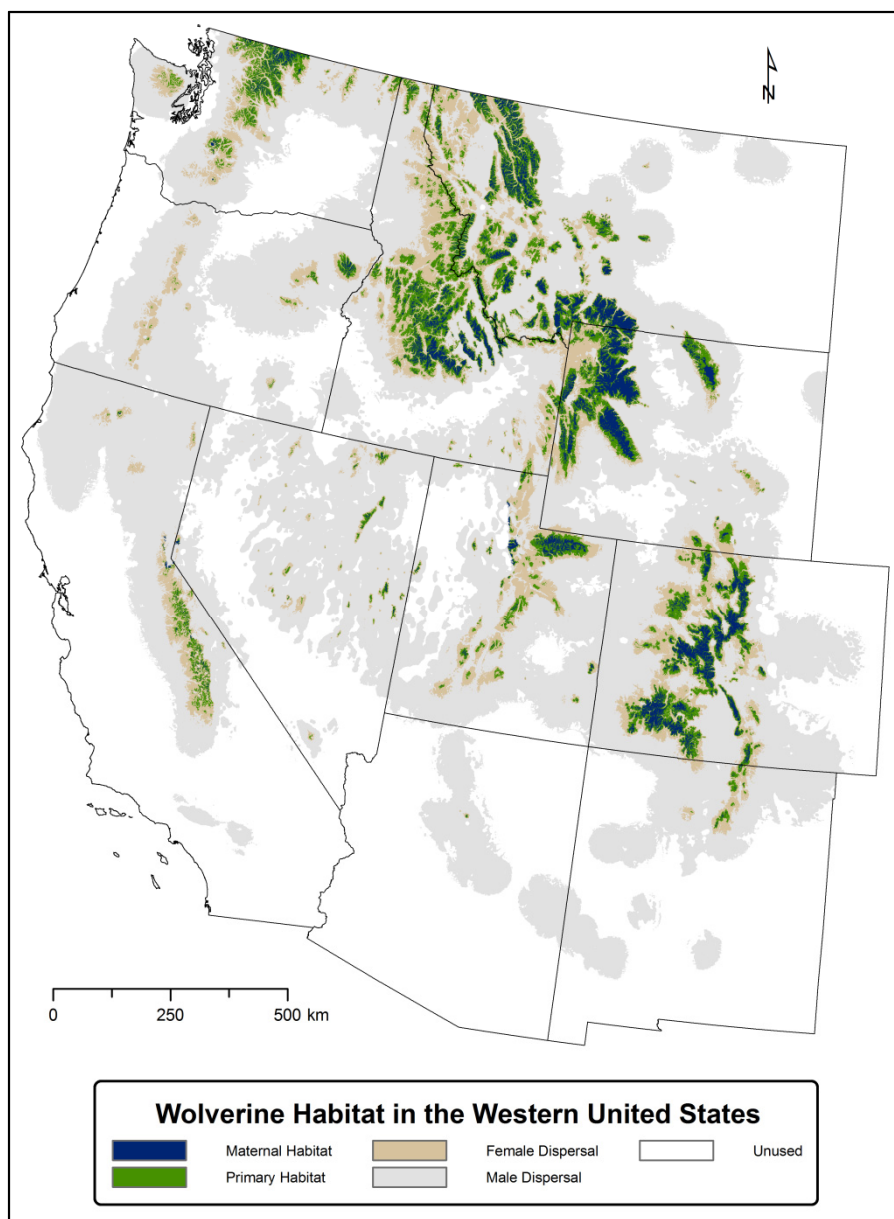 N
0 250 500 km
Wolverine Habitat in the Western United States
Maternal Habitat Female Dispersal Unused
Primary Habitat Male Dispersal